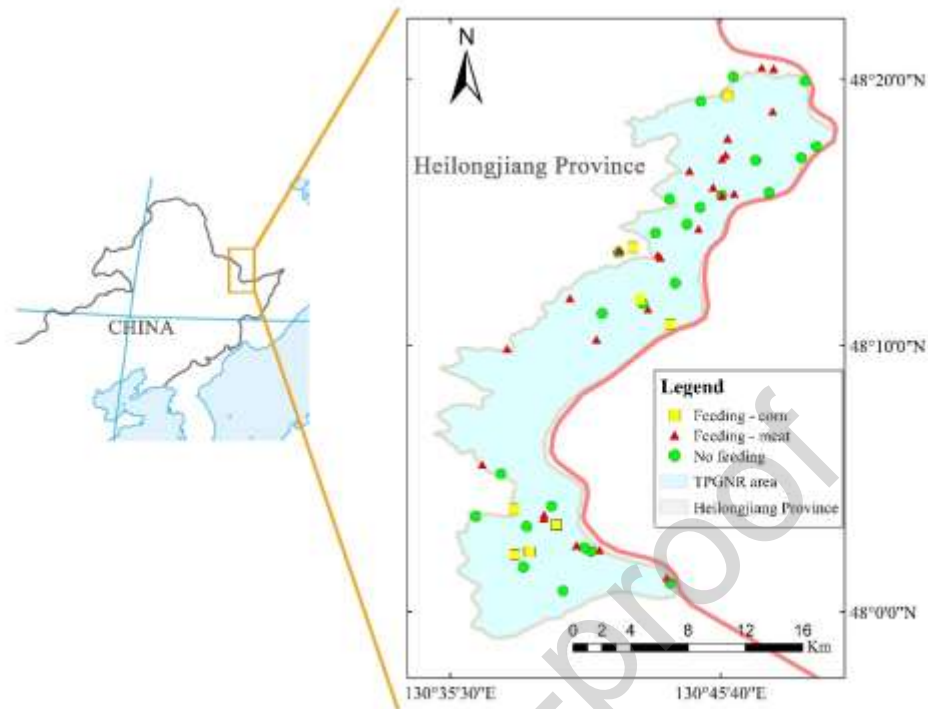 N
48°20'0"N
Heilongjiang Province
CHINA
48°10'0"N
Legend
Feeding - corn
Feeding - meat
No feeding
TPGNR area
Heilongjiang Province
48°0'0"N
0 2 4 8 12 16
Km
130°35'30"E 130°45'40"E
proof